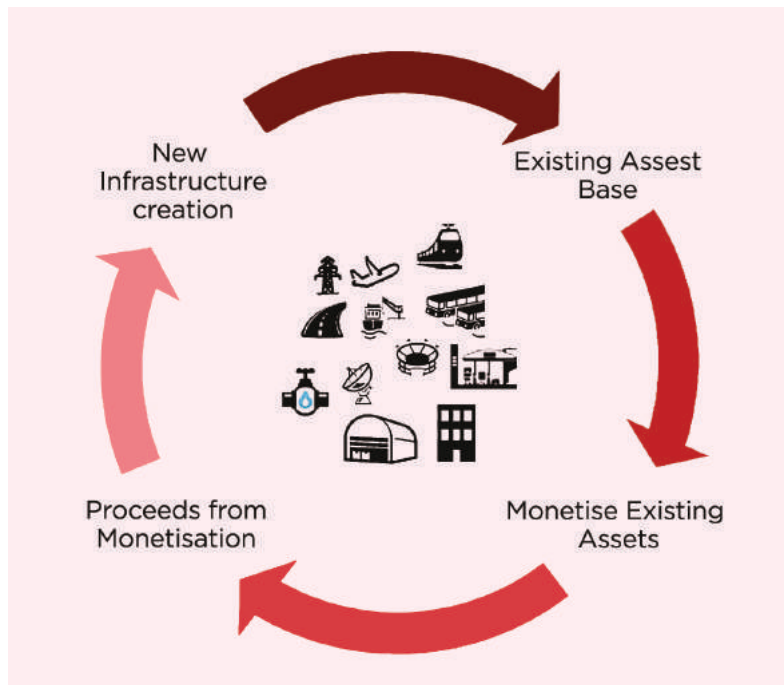 New
Infrastructure
creation
Existing Assest
Base
Monetise Existing
Assets
Proceeds from
Monetisation